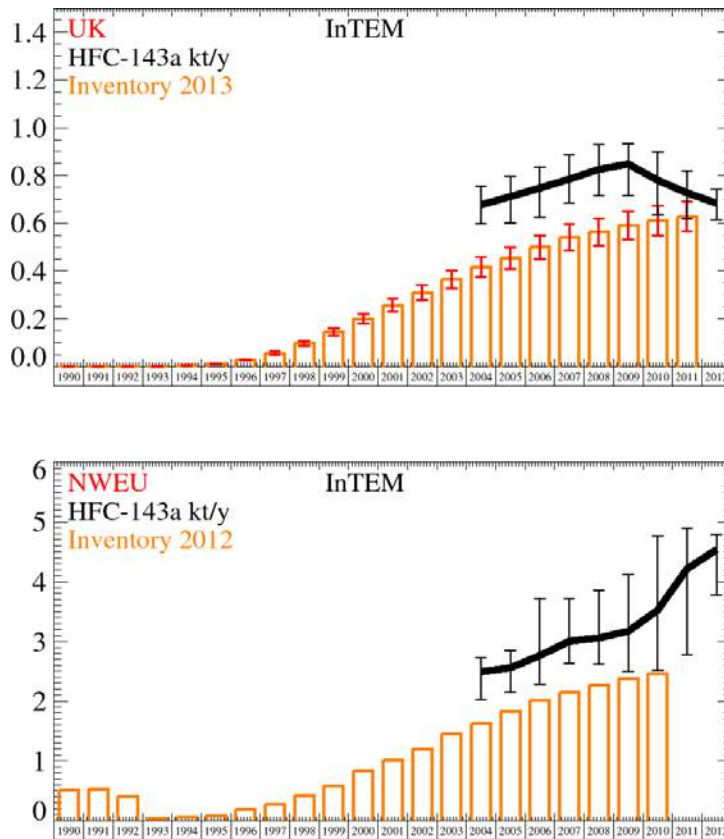 UK InTEM
HFC-143a kt/y
Inventory 2013
1.4
1.2
1.0
0.8
0.6
0.4
0.2
0.0
1990 1991 1992 1993 1994 1995 1996 1997 1998 1999 2000 2001 2002 2003 2004 2005 2006 2007 2008 2009 2010 2011 2012
NWEU InTEM
HFC-143a kt/y
Inventory 2012
6
5
4
3
2
1
0
1990 1991 1992 1993 1994 1995 1996 1997 1998 1999 2000 2001 2002 2003 2004 2005 2006 2007 2008 2009 2010 2011 201